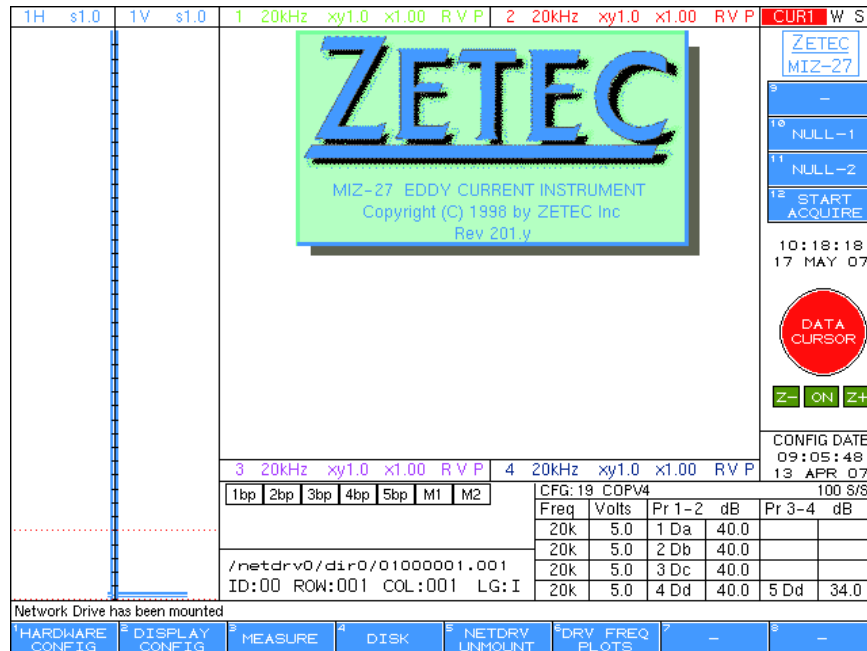 1H s1.0 1V s1.0 1 20kHz xy1.0 x1.00 R V P 2 20kHz xy1.0 x1.00 R V P CUR1 W S
ZETEC
MIZ-27
ZETEC
MIZ-27 EDDY CURRENT INSTRUMENT
Copyright (C) 1998 by ZETEC Inc
Rev 201.y
9 -
10 NULL-1
11 NULL-2
12 START
ACQUIRE
10:18:18
17 MAY 07
DATA
CURSOR
Z- ON Z+
CONFIG DATE
09:05:48
13 APR 07
3 20kHz xy1.0 x1.00 R V P 4 20kHz xy1.0 x1.00 R V P
1bp 2bp 3bp 4bp 5bp M1 M2
CFG: 19 COPV4 100 S/S
Freq Volts Pr 1-2 dB Pr 3-4 dB
20k 5.0 1 Da 40.0
20k 5.0 2 Db 40.0
20k 5.0 3 Dc 40.0
20k 5.0 4 Dd 40.0 5 Dd 34.0
/netdrv0/dir0/01000001.001
ID:00 ROW:001 COL:001 LG:I
Network Drive has been mounted
1 HARDWARE
CONFIG
2 DISPLAY
CONFIG
3 MEASURE
4 DISK
5 NETDRV
UNMOUNT
6 DRV FREQ
PLOTS
7 -
8 -